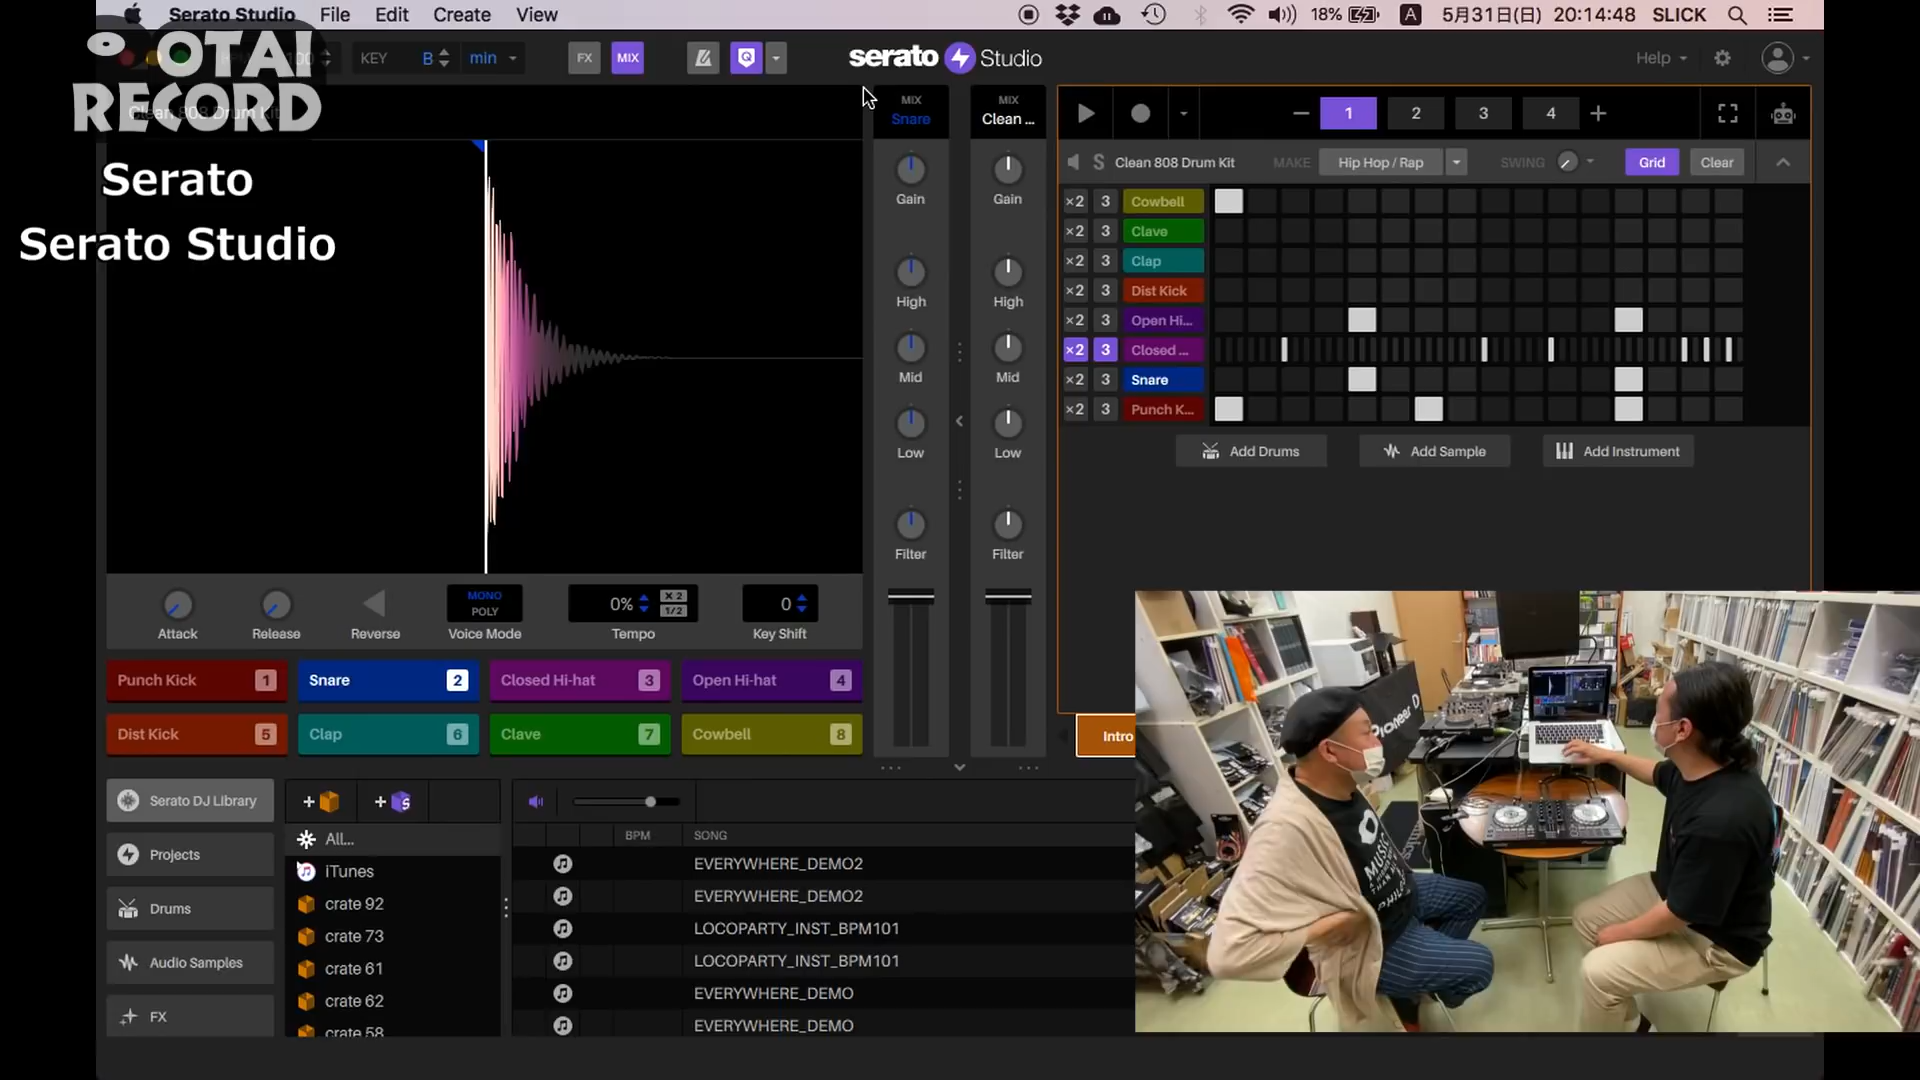 Serato Studio File Edit Create View 18% A 5月31日(日) 20:14:48 SLICK
OTAI RECORD
Serato
Serato Studio
KEY B min FX MIX serato Studio Help
Clean 808 Drum Kit
MIX Snare MIX Clean ... 1 2 3 4
Clean 808 Drum Kit MAKE Hip Hop / Rap SWING Grid Clear
Gain Gain
High High
Mid Mid
Low Low
Filter Filter
×2 3 Cowbell
×2 3 Clave
×2 3 Clap
×2 3 Dist Kick
×2 3 Open Hi...
×2 3 Closed ...
×2 3 Snare
×2 3 Punch K...
Add Drums Add Sample Add Instrument
MONO
POLY
0% X 2
1/2
0
Attack Release Reverse Voice Mode Tempo Key Shift
Punch Kick 1 Snare 2 Closed Hi-hat 3 Open Hi-hat 4
Dist Kick 5 Clap 6 Clave 7 Cowbell 8
Intro
Serato DJ Library
Projects
Drums
Audio Samples
FX
All...
iTunes
crate 92
crate 73
crate 61
crate 62
crate 58
BPM SONG
EVERYWHERE_DEMO2
EVERYWHERE_DEMO2
LOCOPARTY_INST_BPM101
LOCOPARTY_INST_BPM101
EVERYWHERE_DEMO
EVERYWHERE_DEMO
Pioneer D
MUSIC